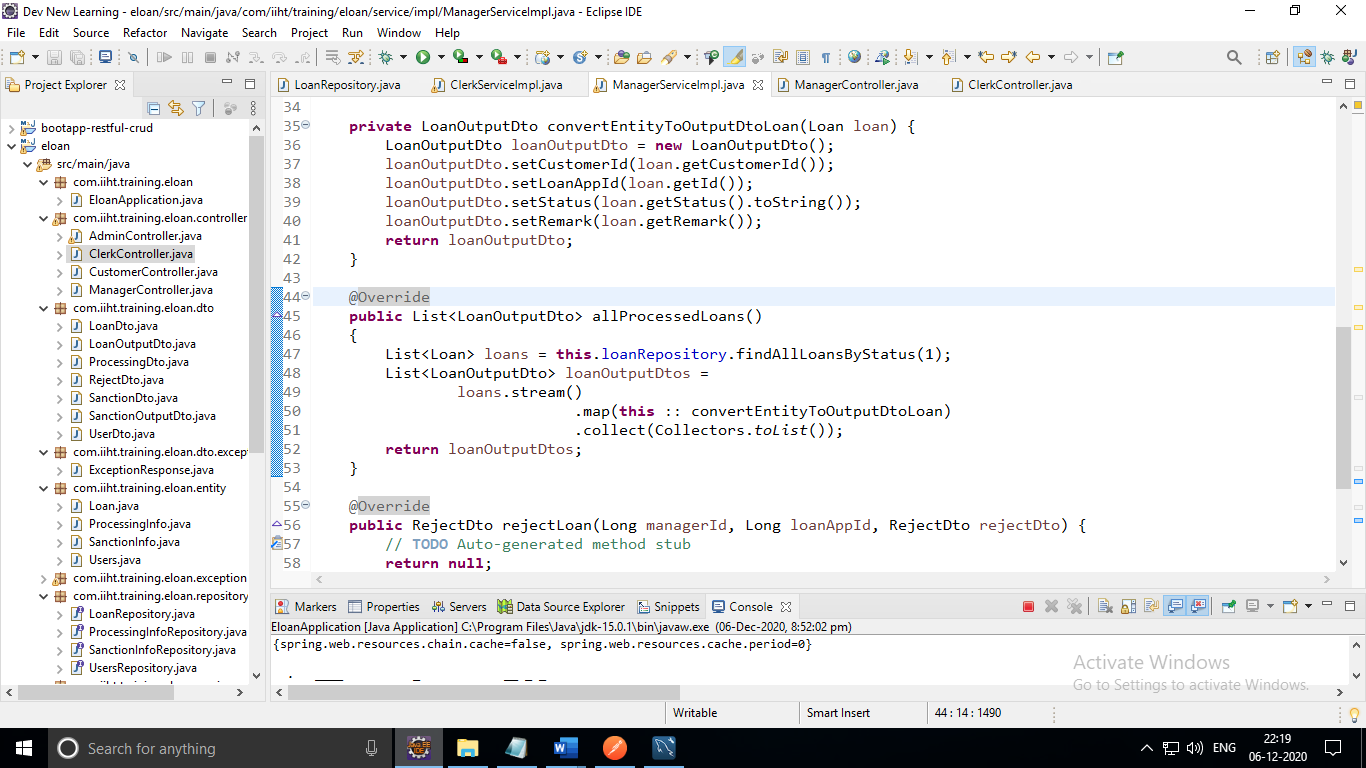 Dev New Learning - eloan/src/main/java/com/iiht/training/eloan/service/impl/ManagerServiceImpl.java - Eclipse IDE
File Edit Source Refactor Navigate Search Project Run Window Help
Project Explorer
bootapp-restful-crud
eloan
src/main/java
com.iiht.training.eloan
EloanApplication.java
com.iiht.training.eloan.controller
AdminController.java
ClerkController.java
CustomerController.java
ManagerController.java
com.iiht.training.eloan.dto
LoanDto.java
LoanOutputDto.java
ProcessingDto.java
RejectDto.java
SanctionDto.java
SanctionOutputDto.java
UserDto.java
com.iiht.training.eloan.dto.excep
ExceptionResponse.java
com.iiht.training.eloan.entity
Loan.java
ProcessingInfo.java
SanctionInfo.java
Users.java
com.iiht.training.eloan.exception
com.iiht.training.eloan.repository
LoanRepository.java
ProcessingInfoRepository.java
SanctionInfoRepository.java
UsersRepository.java
LoanRepository.java ClerkServiceImpl.java ManagerServiceImpl.java ManagerController.java ClerkController.java
34
35 private LoanOutputDto convertEntityToOutputDtoLoan(Loan loan) {
36 LoanOutputDto loanOutputDto = new LoanOutputDto();
37 loanOutputDto.setCustomerId(loan.getCustomerId());
38 loanOutputDto.setLoanAppId(loan.getId());
39 loanOutputDto.setStatus(loan.getStatus().toString());
40 loanOutputDto.setRemark(loan.getRemark());
41 return loanOutputDto;
42 }
43
44 @Override
45 public List<LoanOutputDto> allProcessedLoans()
46 {
47 List<Loan> loans = this.loanRepository.findAllLoansByStatus(1);
48 List<LoanOutputDto> loanOutputDtos =
49 loans.stream()
50 .map(this :: convertEntityToOutputDtoLoan)
51 .collect(Collectors.toList());
52 return loanOutputDtos;
53 }
54
55 @Override
56 public RejectDto rejectLoan(Long managerId, Long loanAppId, RejectDto rejectDto) {
57 // TODO Auto-generated method stub
58 return null;
Markers Properties Servers Data Source Explorer Snippets Console
EloanApplication [Java Application] C:\Program Files\Java\jdk-15.0.1\bin\javaw.exe (06-Dec-2020, 8:52:02 pm)
{spring.web.resources.chain.cache=false, spring.web.resources.cache.period=0}
Activate Windows
Go to Settings to activate Windows.
Writable Smart Insert 44 : 14 : 1490
Search for anything
ENG
22:19
06-12-2020